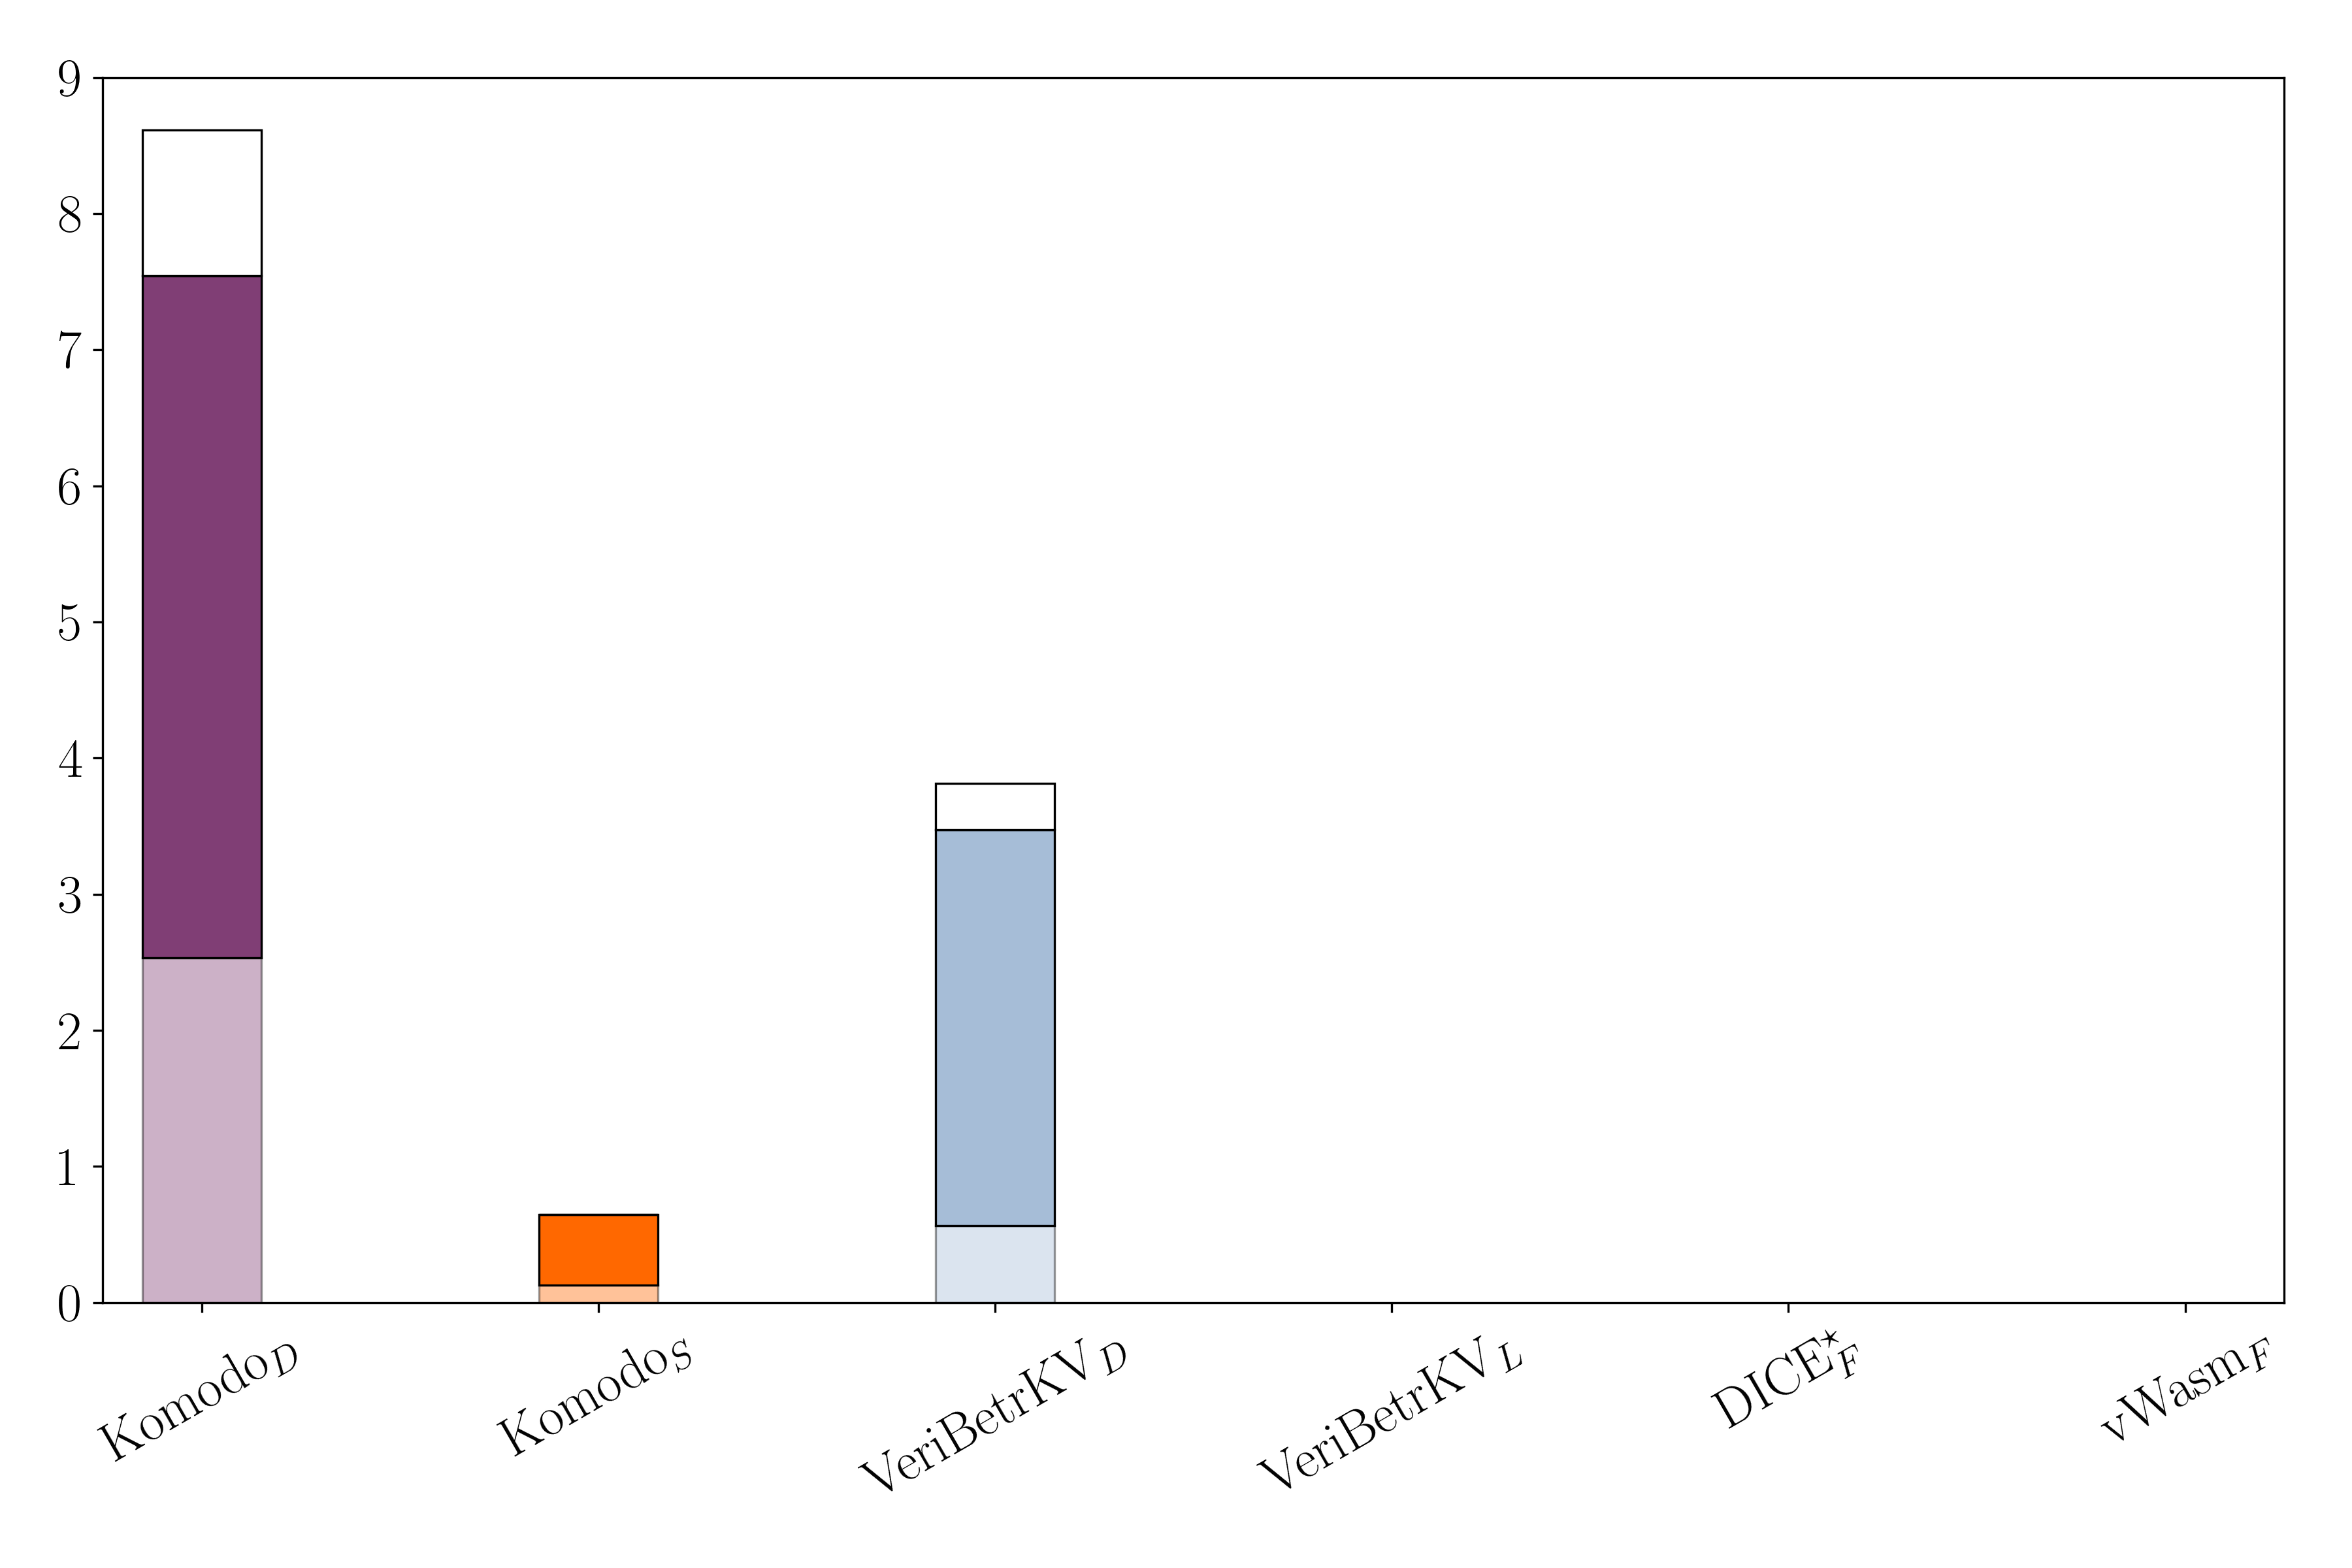 9
8
7
6
5
4
3
2
1
0
Komodo_D
Komodo_S
VeriBetrKV_D
VeriBetrKV_L
DICE*_F
vWasm_F